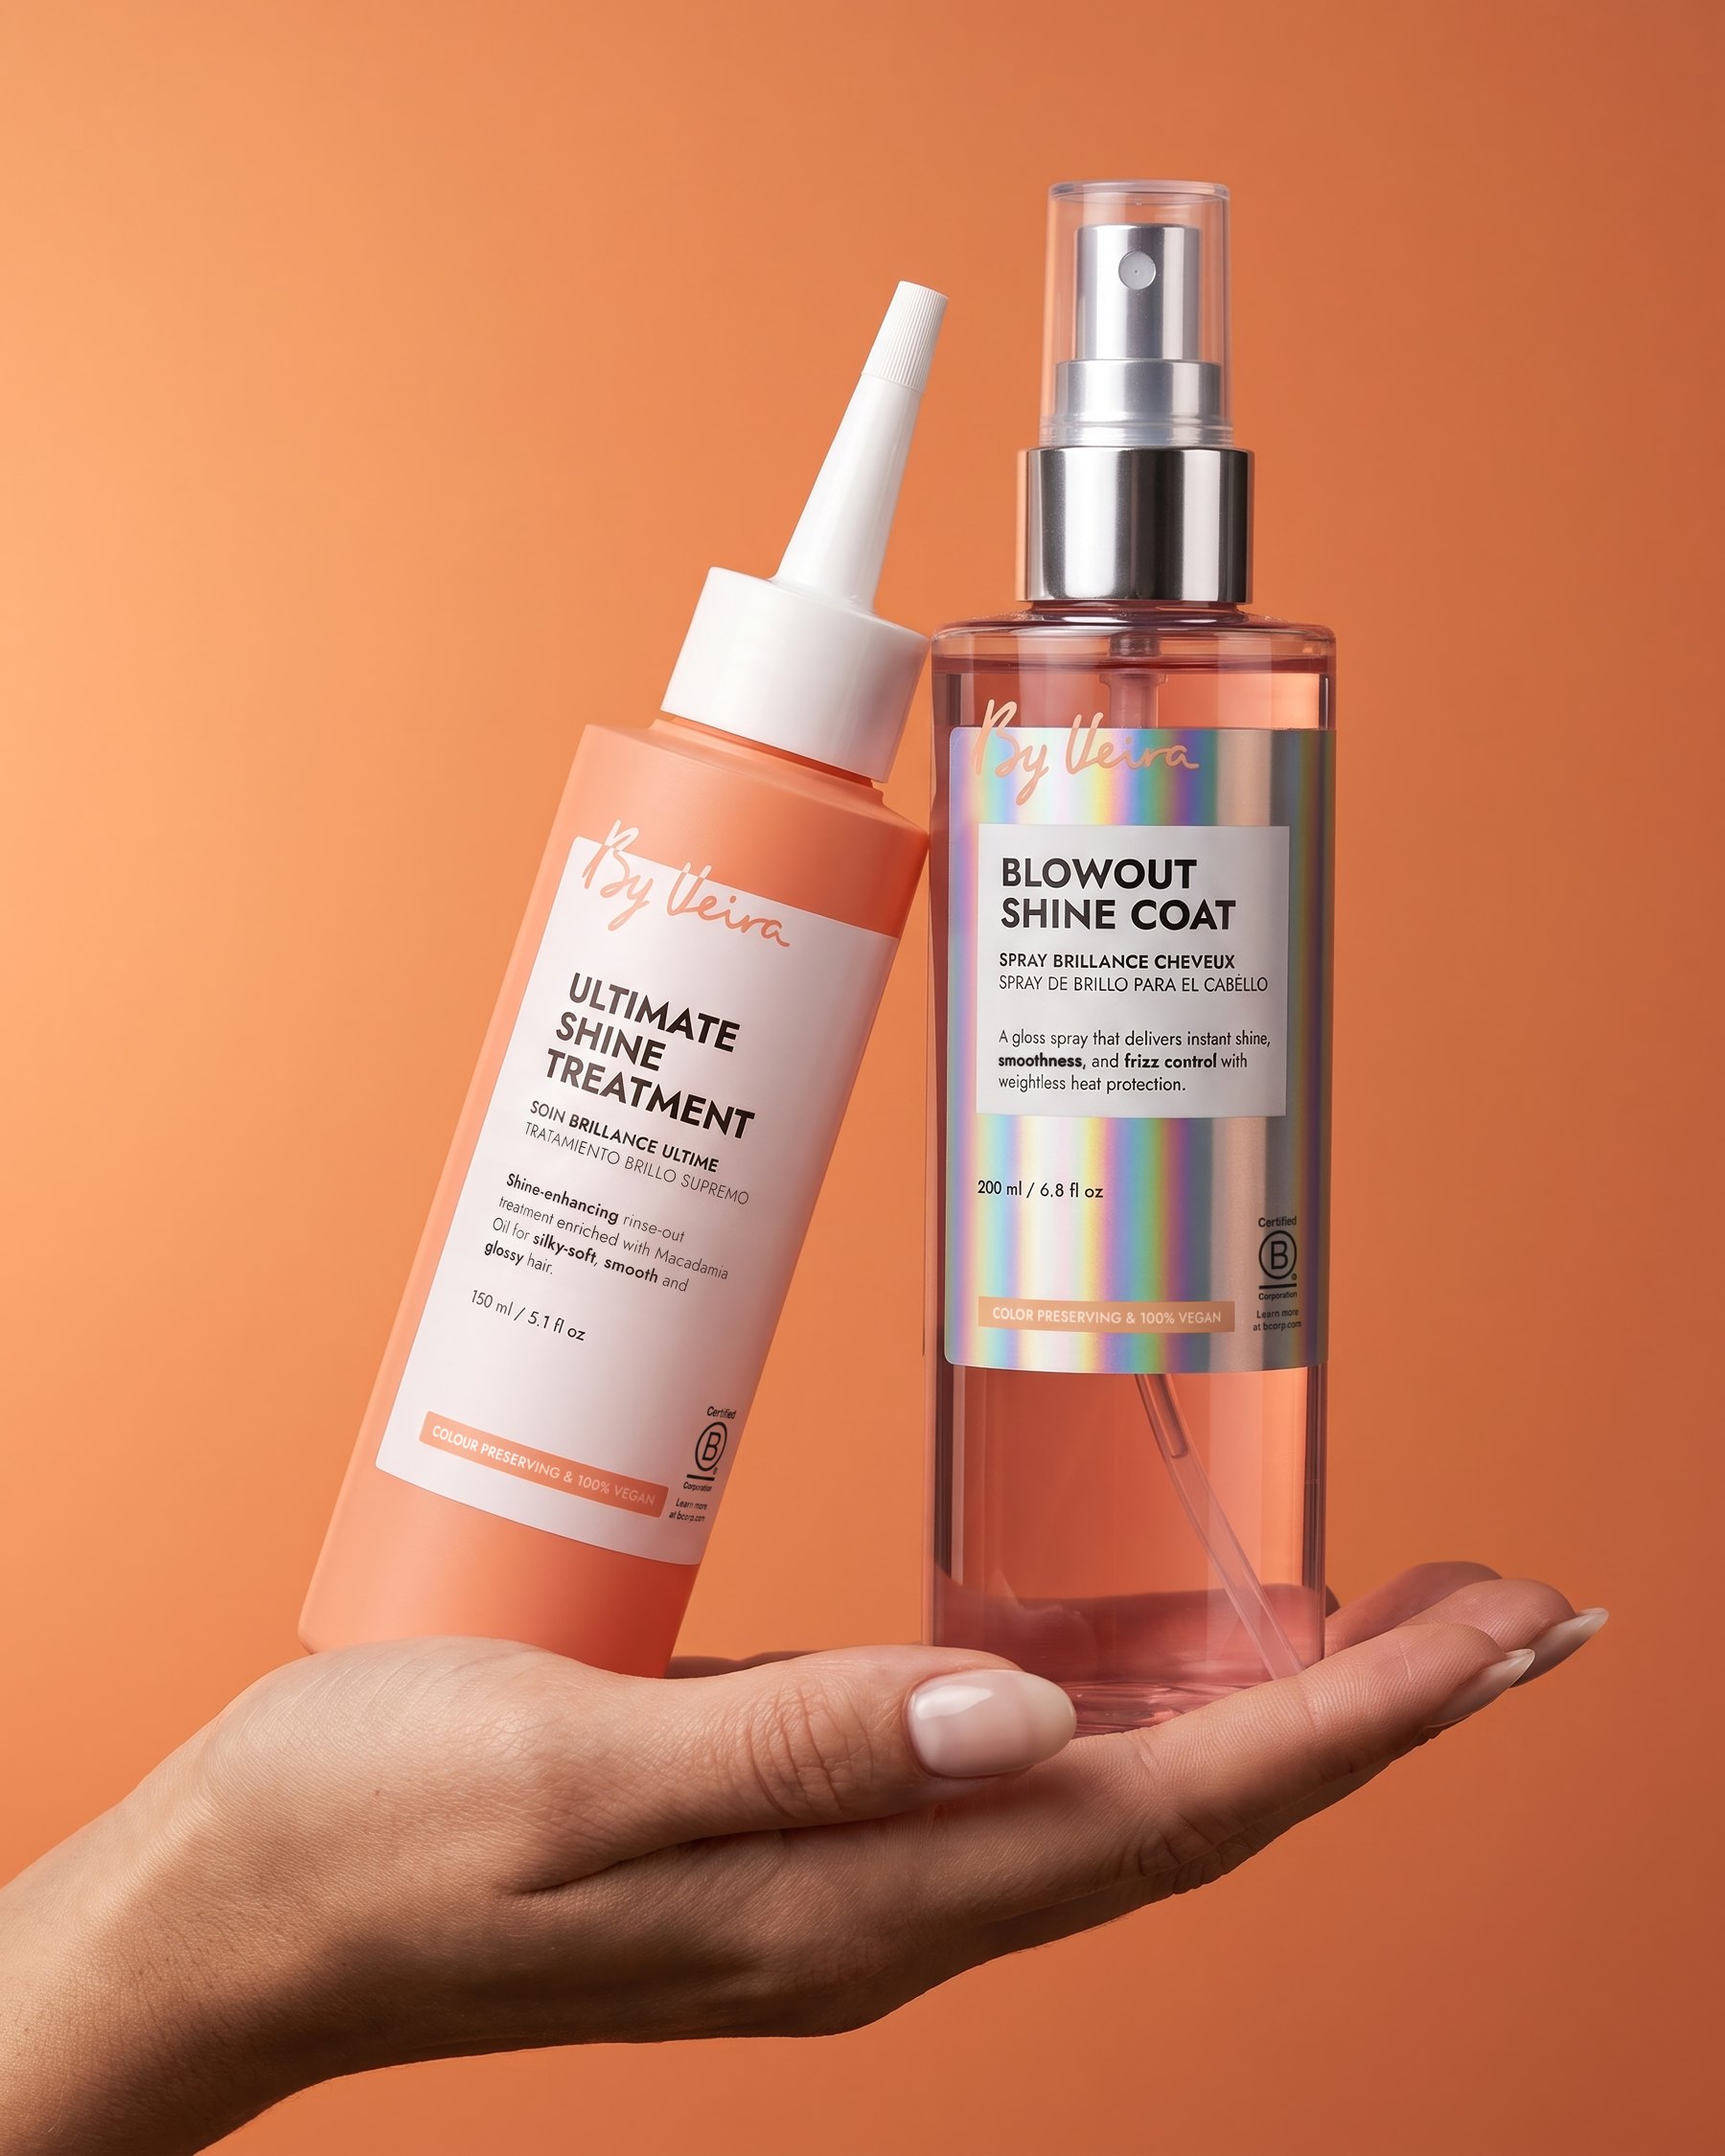 By Veira
ULTIMATE
SHINE
TREATMENT
SOIN BRILLANCE ULTIME
TRATAMIENTO BRILLO SUPREMO
Shine-enhancing rinse-out
treatment enriched with Macadamia
Oil for silky-soft, smooth and
glossy hair.
150 ml / 5.1 fl oz
COLOUR PRESERVING & 100% VEGAN
Certified
B
Corporation
Learn more
at bcorp.com
By Veira
BLOWOUT
SHINE COAT
SPRAY BRILLANCE CHEVEUX
SPRAY DE BRILLO PARA EL CABÉLLO
A gloss spray that delivers instant shine,
smoothness, and frizz control with
weightless heat protection.
200 ml / 6.8 fl oz
COLOR PRESERVING & 100% VEGAN
Certified
B
Corporation
Learn more
at bcorp.com